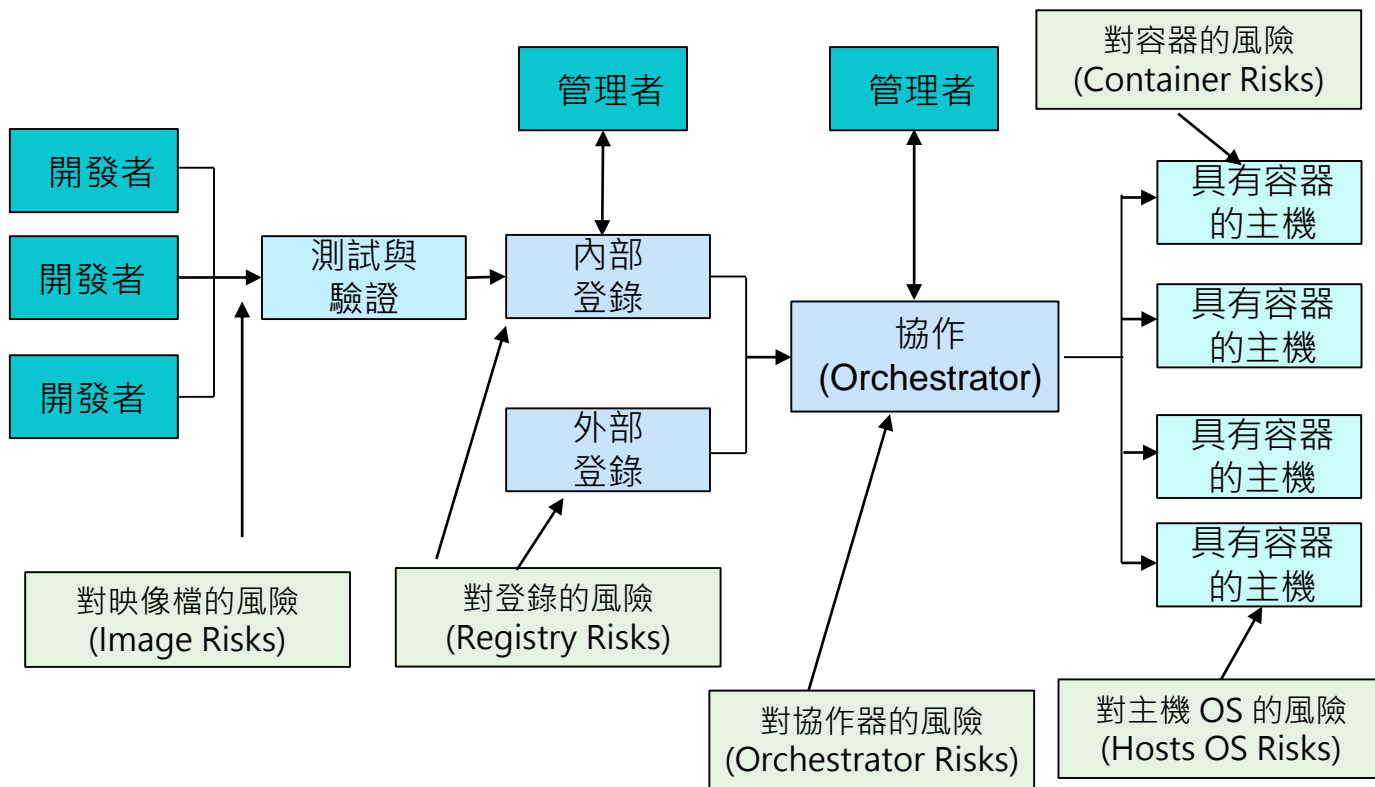 對容器的風險
(Container Risks)
管理者
管理者
開發者
開發者
開發者
測試與
驗證
內部
登錄
外部
登錄
協作
(Orchestrator)
具有容器
的主機
具有容器
的主機
具有容器
的主機
具有容器
的主機
對映像檔的風險
(Image Risks)
對登錄的風險
(Registry Risks)
對協作器的風險
(Orchestrator Risks)
對主機 OS 的風險
(Hosts OS Risks)